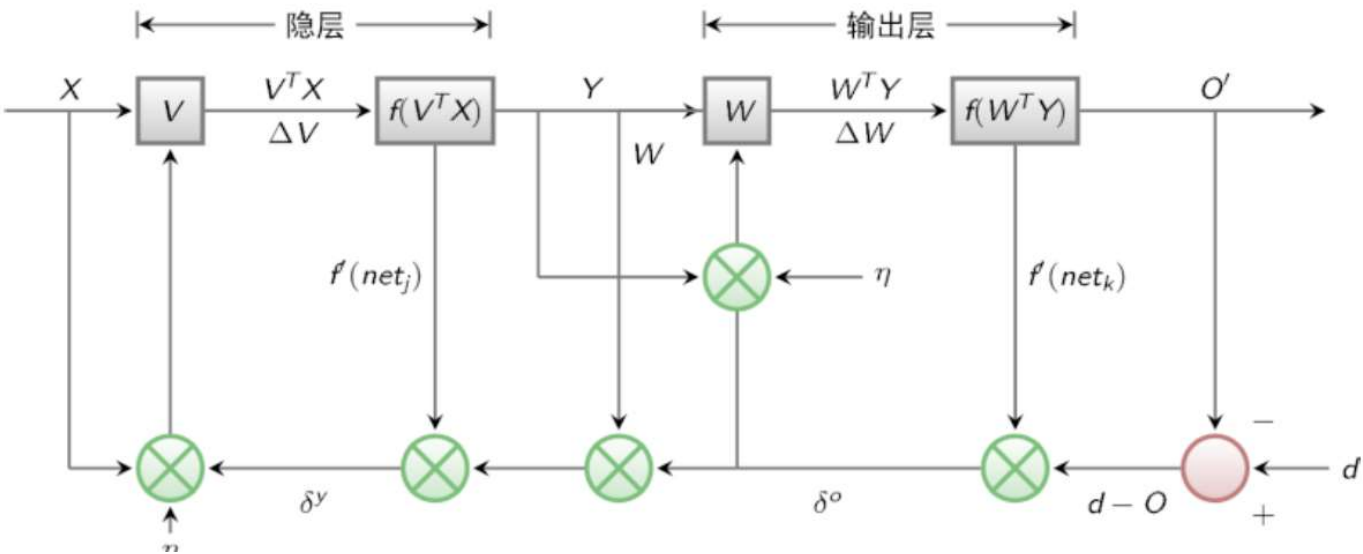 隐层 输出层
X V^T X Y W^T Y O'
V f(V^T X) W f(W^T Y)
ΔV ΔW
W
f'(net_j) η f'(net_k)
−
d
δ^y δ^o d − O
+
η